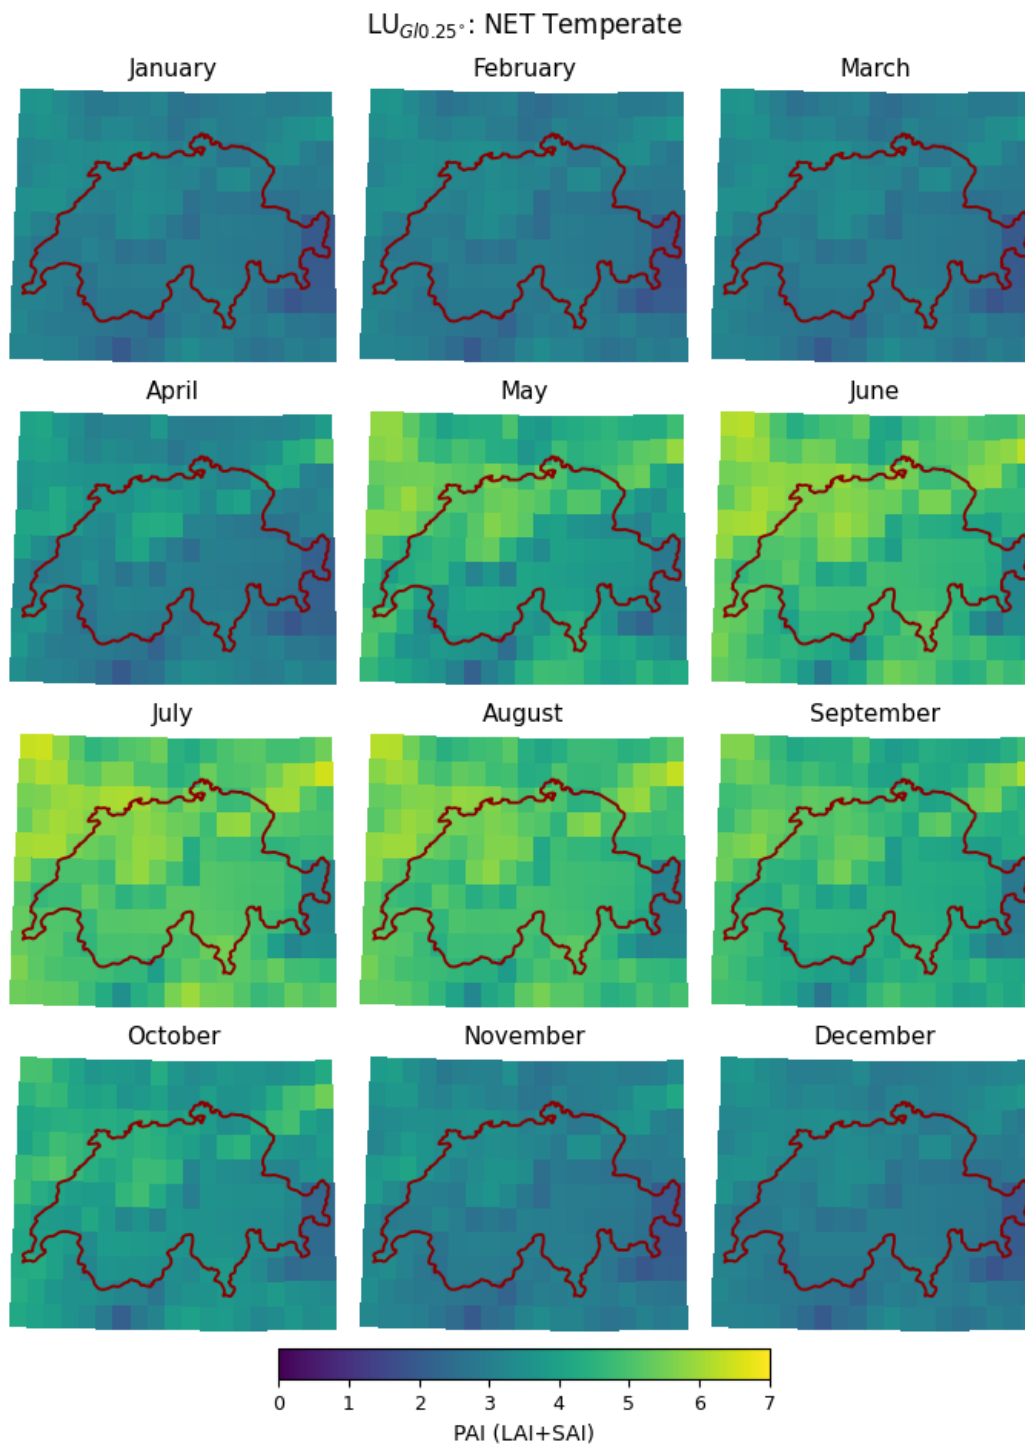 LU_{Gl0.25°}: NET Temperate
January February March
April May June
July August September
October November December
0 1 2 3 4 5 6 7
PAI (LAI+SAI)